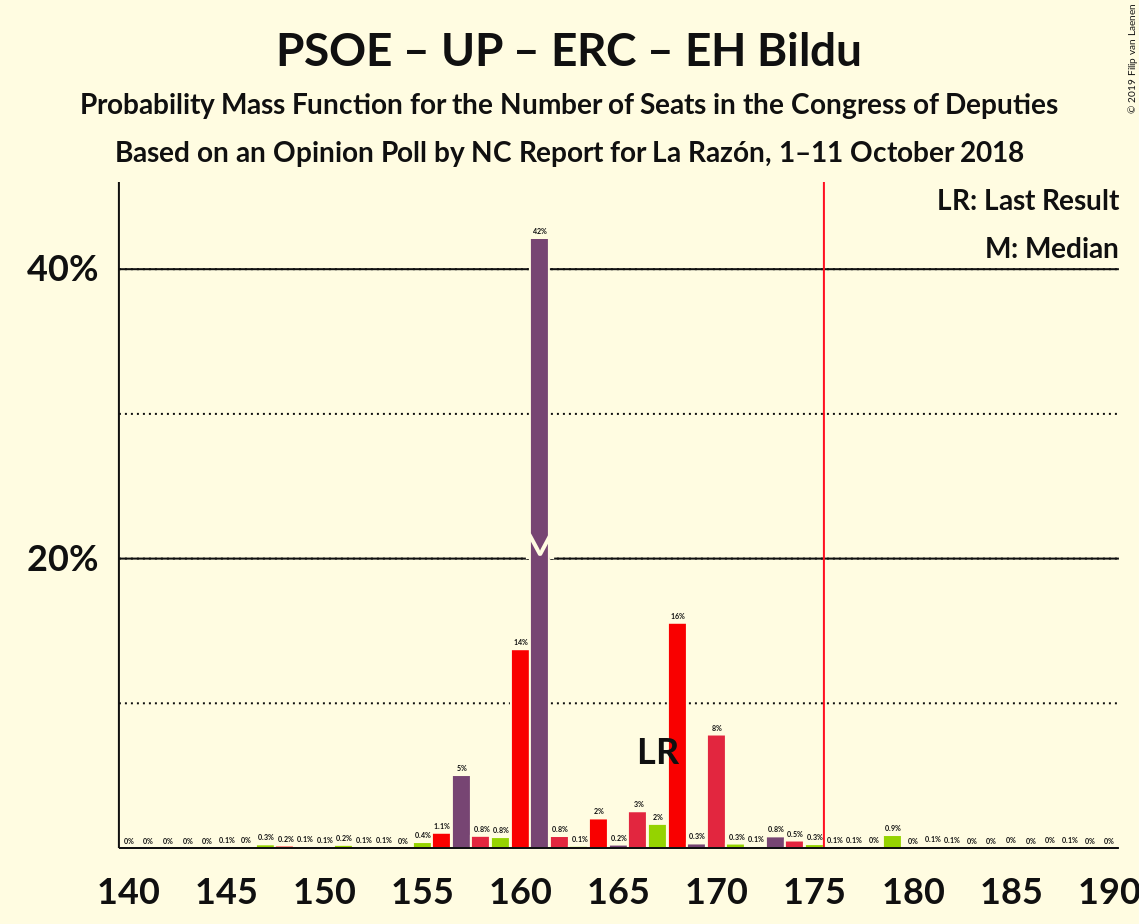 PSOE – UP – ERC – EH Bildu
Probability Mass Function for the Number of Seats in the Congress of Deputies
Based on an Opinion Poll by NC Report for La Razón, 1–11 October 2018
© 2019 Filip van Laenen
LR: Last Result
M: Median
40%
20%
42%
16%
14%
8%
5%
LR
0% 0% 0% 0% 0% 0.1% 0% 0.3% 0.2% 0.1% 0.1% 0.2% 0.1% 0.1% 0% 0.4% 1.1% 0.8% 0.8% 0.8% 0.1% 2% 0.2% 3% 2% 0.3% 0.3% 0.1% 0.8% 0.5% 0.3% 0.1% 0.1% 0% 0.9% 0% 0.1% 0.1% 0% 0% 0% 0% 0% 0.1% 0% 0%
140 145 150 155 160 165 170 175 180 185 190